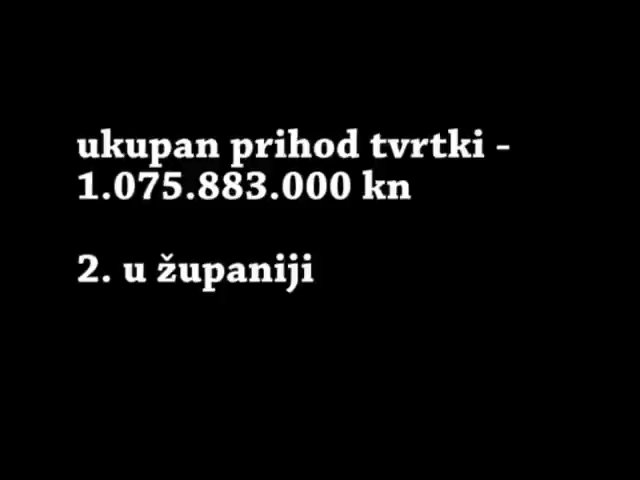 ukupan prihod tvrtki -
1.075.883.000 kn
2. u županiji